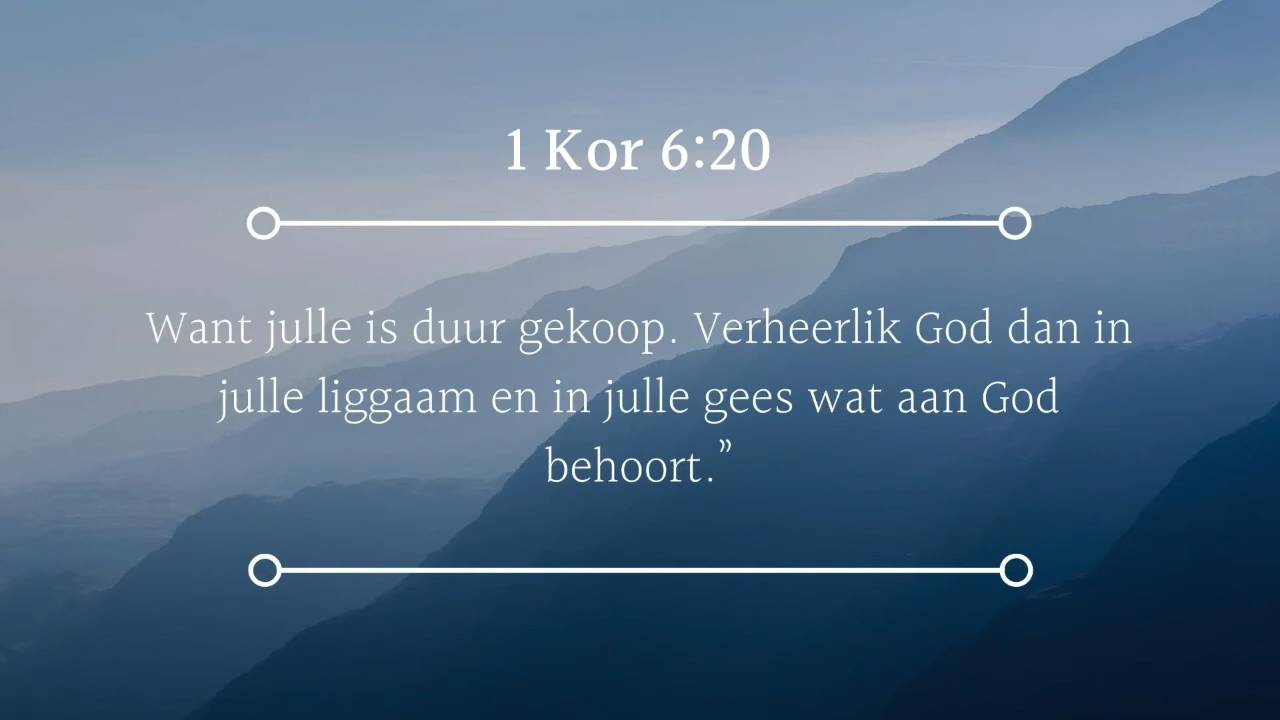 1 Kor 6:20
Want julle is duur gekoop. Verheerlik God dan in
julle liggaam en in julle gees wat aan God
behoort.”